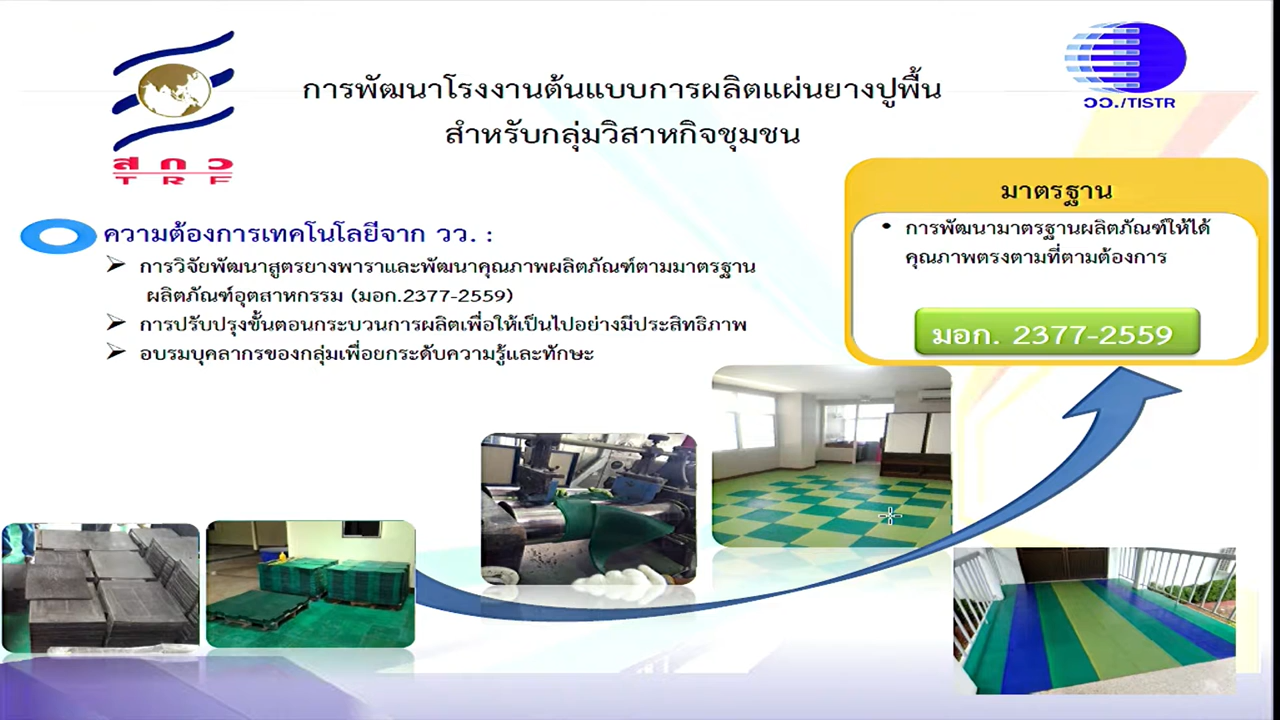 สกว
TRF
วว./TISTR
การพัฒนาโรงงานต้นแบบการผลิตแผ่นยางปูพื้น
สำหรับกลุ่มวิสาหกิจชุมชน
ความต้องการเทคโนโลยีจาก วว. :
การวิจัยพัฒนาสูตรยางพาราและพัฒนาคุณภาพผลิตภัณฑ์ตามมาตรฐาน
ผลิตภัณฑ์อุตสาหกรรม (มอก.2377-2559)
การปรับปรุงขั้นตอนกระบวนการผลิตเพื่อให้เป็นไปอย่างมีประสิทธิภาพ
อบรมบุคลากรของกลุ่มเพื่อยกระดับความรู้และทักษะ
มาตรฐาน
• การพัฒนามาตรฐานผลิตภัณฑ์ให้ได้
คุณภาพตรงตามที่ตามต้องการ
มอก. 2377-2559